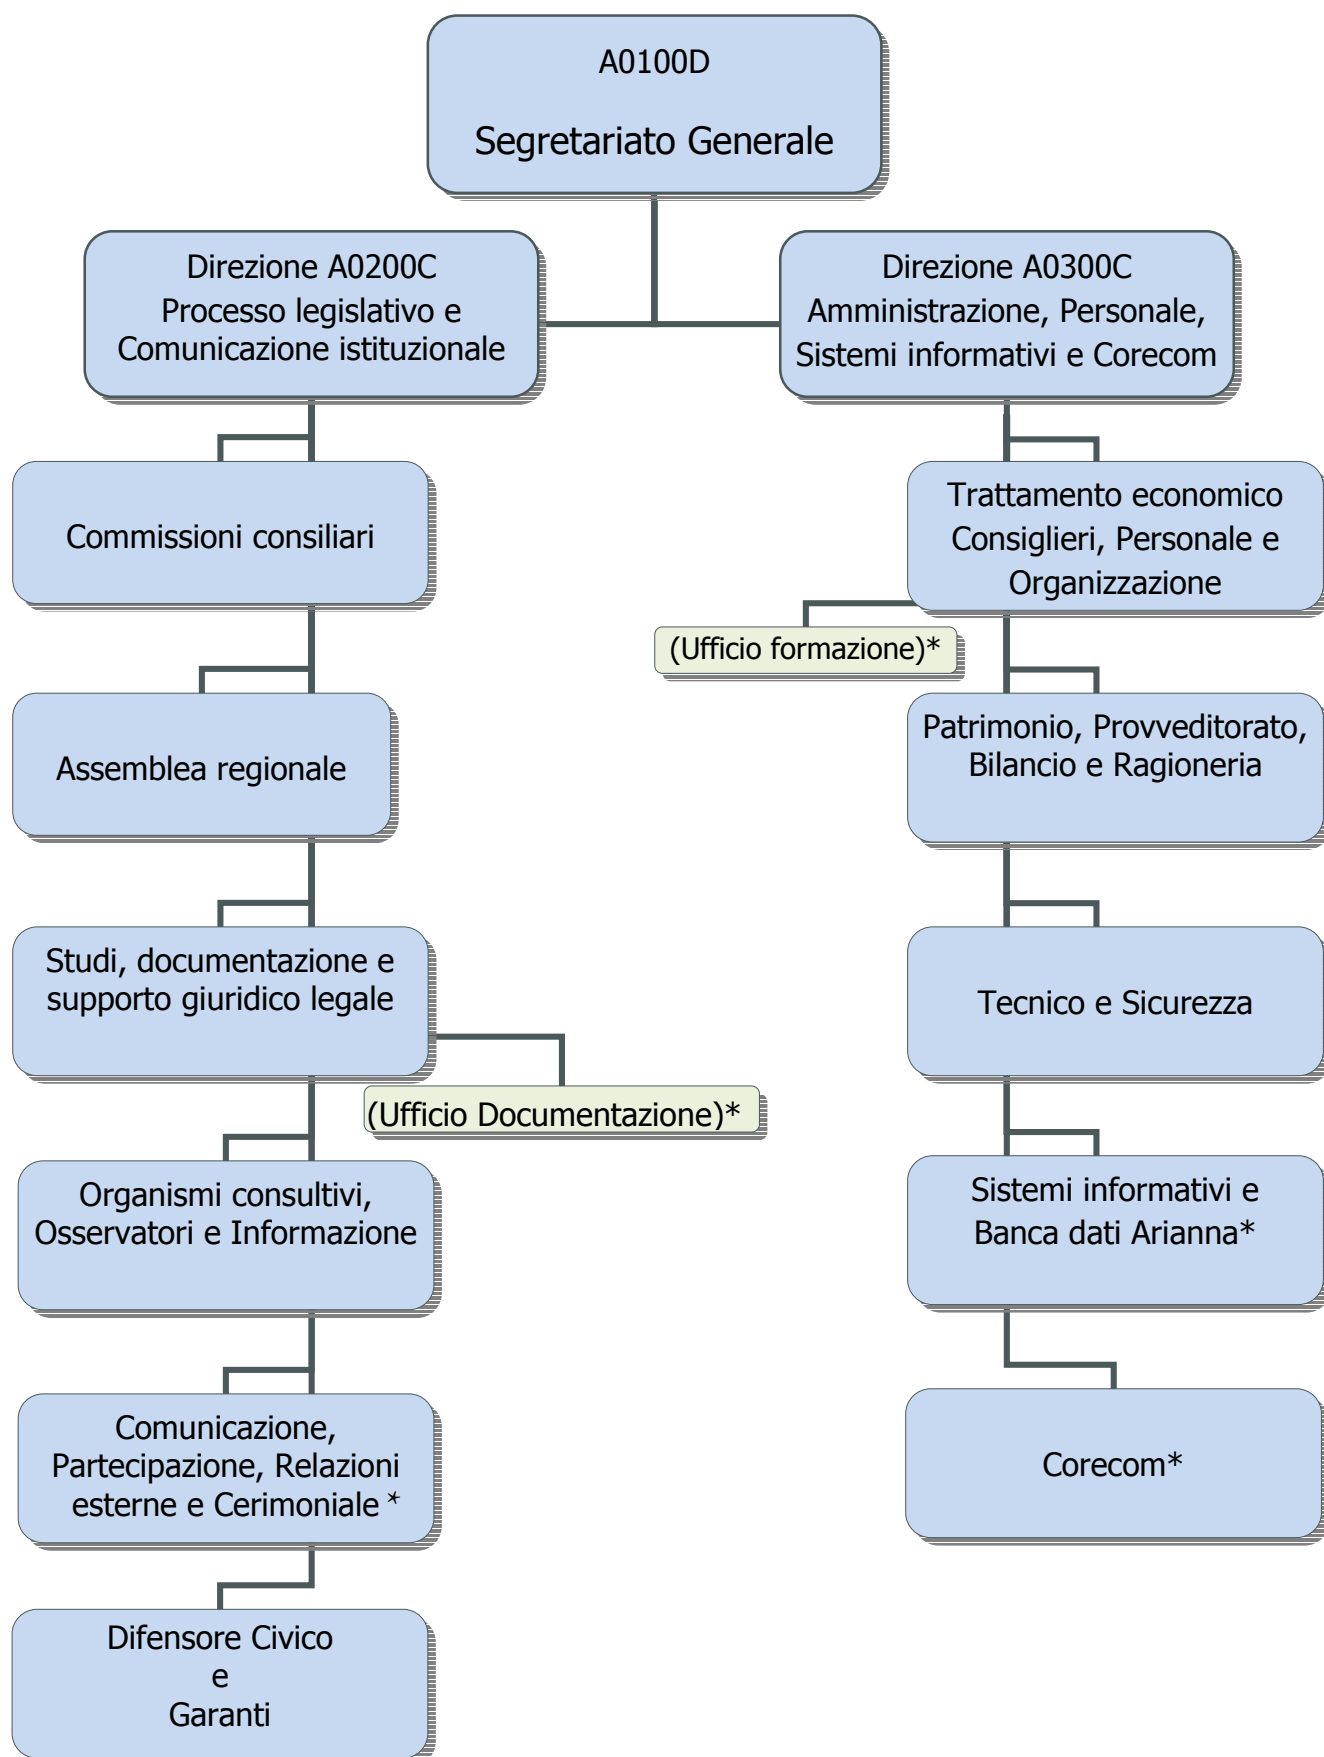 A0100D
Segretariato Generale
Direzione A0200C
Processo legislativo e
Comunicazione istituzionale
Direzione A0300C
Amministrazione, Personale,
Sistemi informativi e Corecom
Commissioni consiliari
Trattamento economico
Consiglieri, Personale e
Organizzazione
(Ufficio formazione)*
Assemblea regionale
Patrimonio, Provveditorato,
Bilancio e Ragioneria
Studi, documentazione e
supporto giuridico legale
Tecnico e Sicurezza
(Ufficio Documentazione)*
Organismi consultivi,
Osservatori e Informazione
Sistemi informativi e
Banca dati Arianna*
Comunicazione,
Partecipazione, Relazioni
esterne e Cerimoniale *
Corecom*
Difensore Civico
e
Garanti